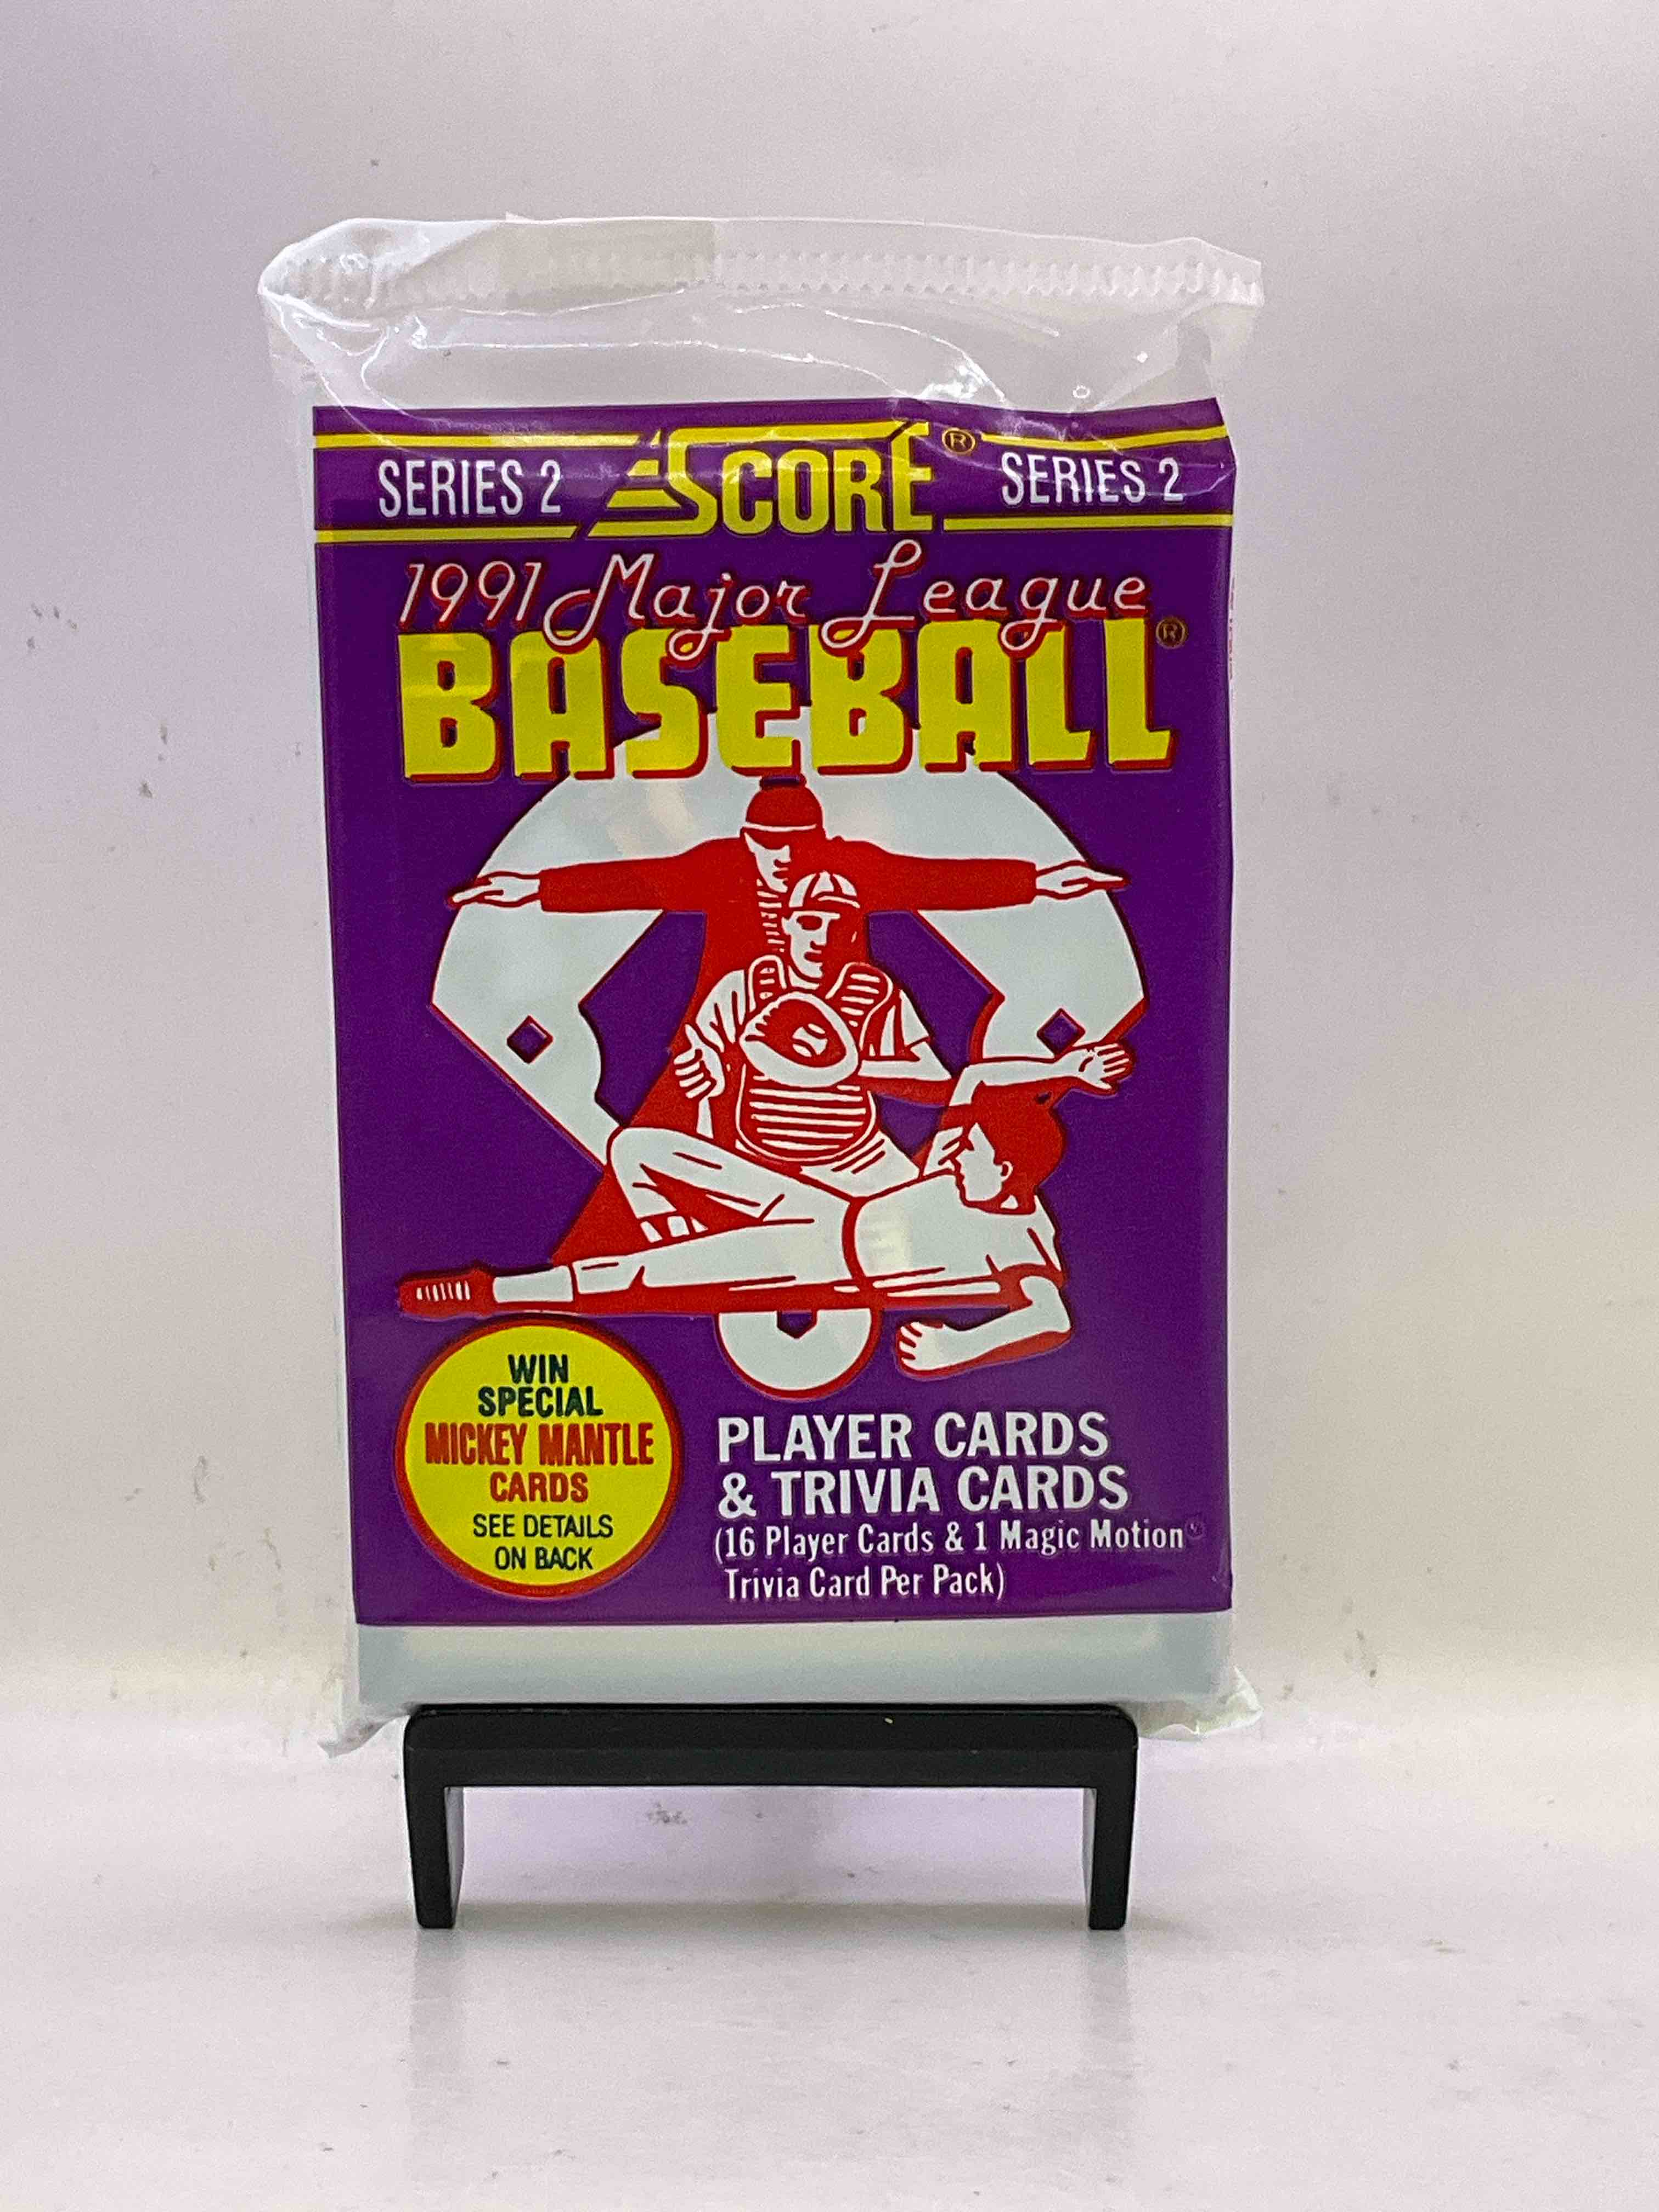 SERIES 2 SCORE® SERIES 2
1991 Major League
BASEBALL®
WIN
SPECIAL
MICKEY MANTLE
CARDS
SEE DETAILS
ON BACK
PLAYER CARDS
& TRIVIA CARDS
(16 Player Cards & 1 Magic Motion
Trivia Card Per Pack)